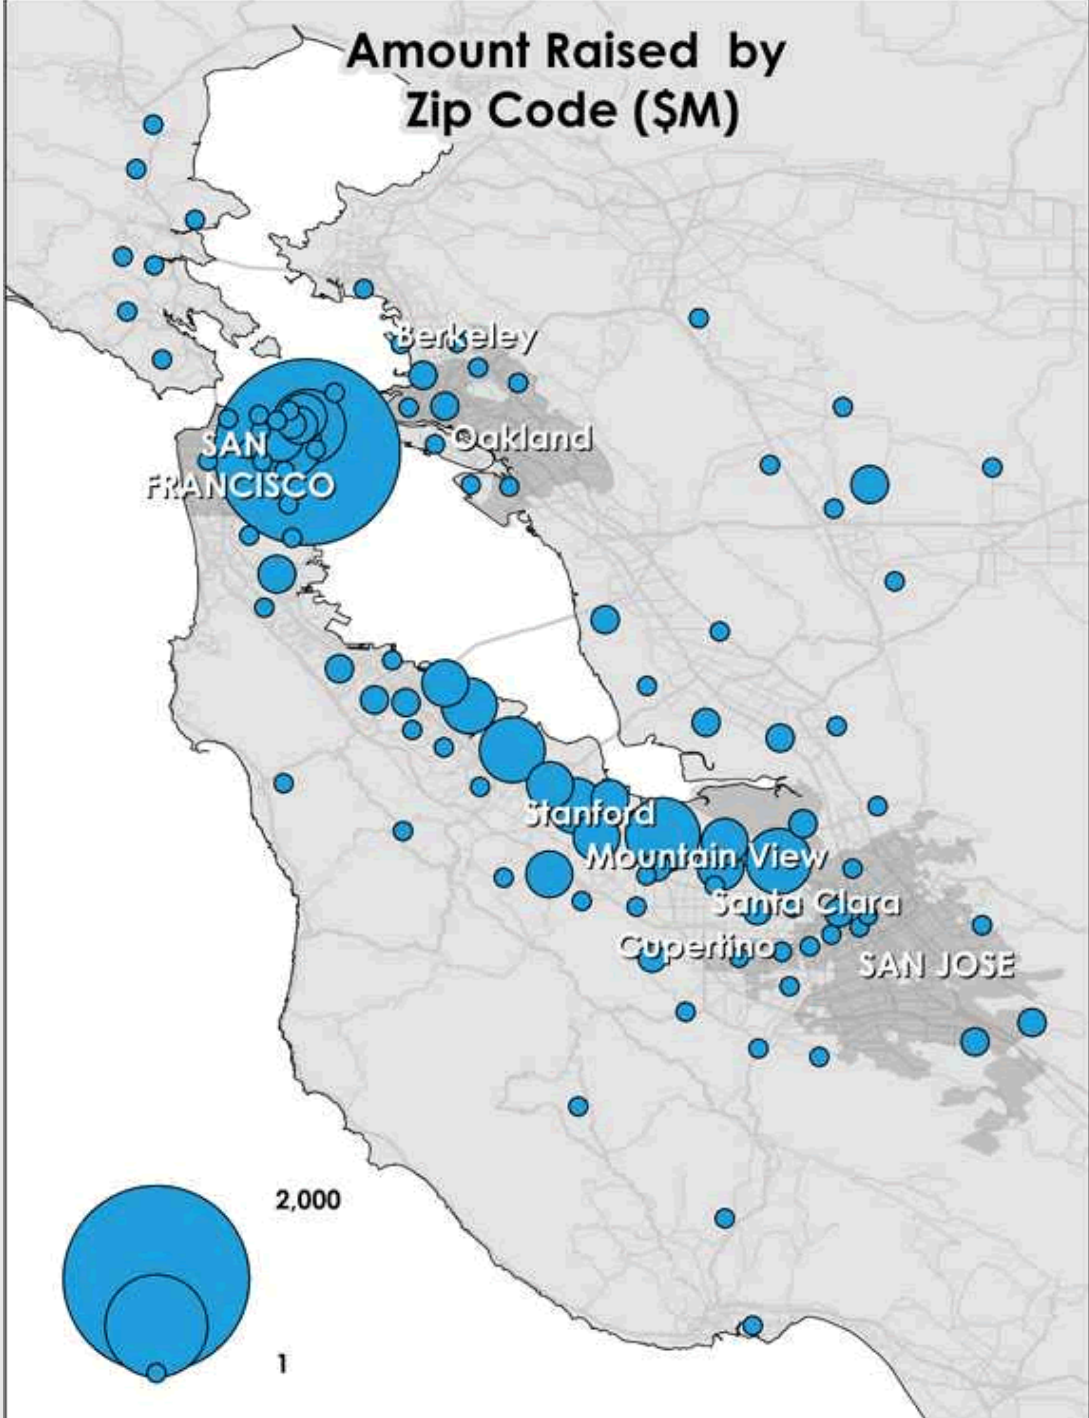 Amount Raised by
Zip Code ($M)
Berkeley
Oakland
SAN
FRANCISCO
Stanford
Mountain View
Santa Clara
Cupertino
SAN JOSE
2,000
1